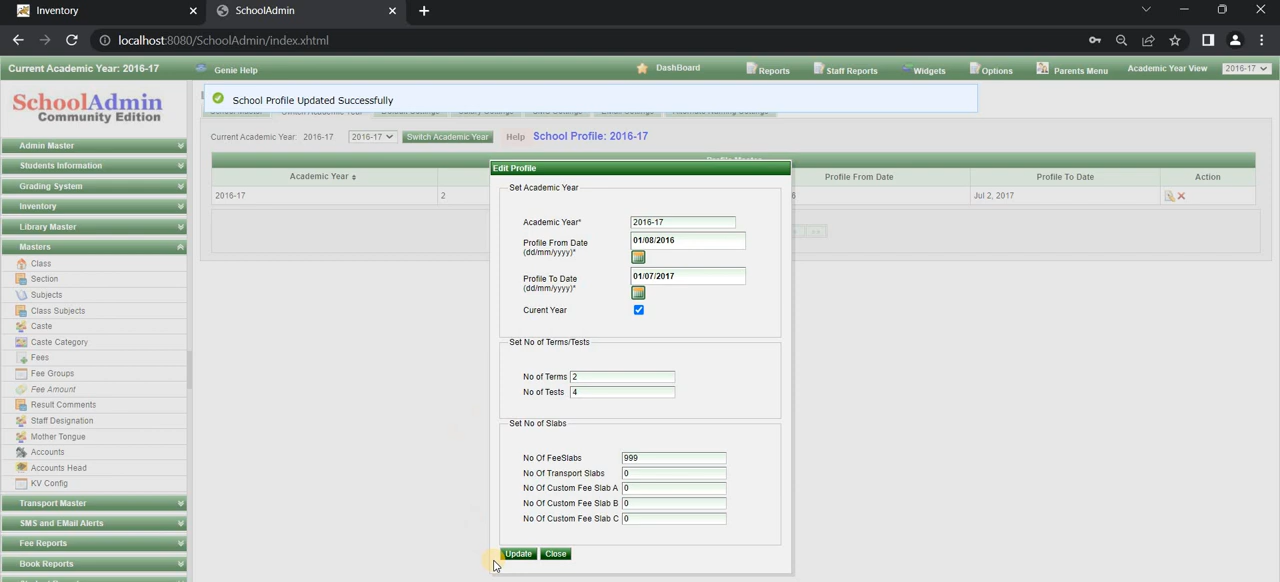 Inventory
SchoolAdmin
localhost:8080/SchoolAdmin/index.xhtml
Current Academic Year: 2016-17
Genie Help
DashBoard
Reports
Staff Reports
Widgets
Options
Parents Menu
Academic Year View
2016-17
SchoolAdmin
Community Edition
School Profile Updated Successfully
Switch Academic Year
Current Academic Year
2016-17
2016-17
Switch Academic Year
Help
School Profile: 2016-17
Academic Year
Profile From Date
Profile To Date
Action
2016-17
2
6
Jul 2, 2017
Admin Master
Students Information
Grading System
Inventory
Library Master
Masters
Class
Section
Subjects
Class Subjects
Caste
Caste Category
Fees
Fee Groups
Fee Amount
Result Comments
Staff Designation
Mother Tongue
Accounts
Accounts Head
KV Config
Transport Master
SMS and EMail Alerts
Fee Reports
Book Reports
Edit Profile
Set Academic Year
Academic Year*
2016-17
Profile From Date
(dd/mm/yyyy)*
01/08/2016
Profile To Date
(dd/mm/yyyy)*
01/07/2017
Curent Year
Set No of Terms/Tests
No of Terms 2
No of Tests 4
Set No of Slabs
No Of FeeSlabs 999
No Of Transport Slabs 0
No Of Custom Fee Slab A 0
No Of Custom Fee Slab B 0
No Of Custom Fee Slab C 0
Update
Close